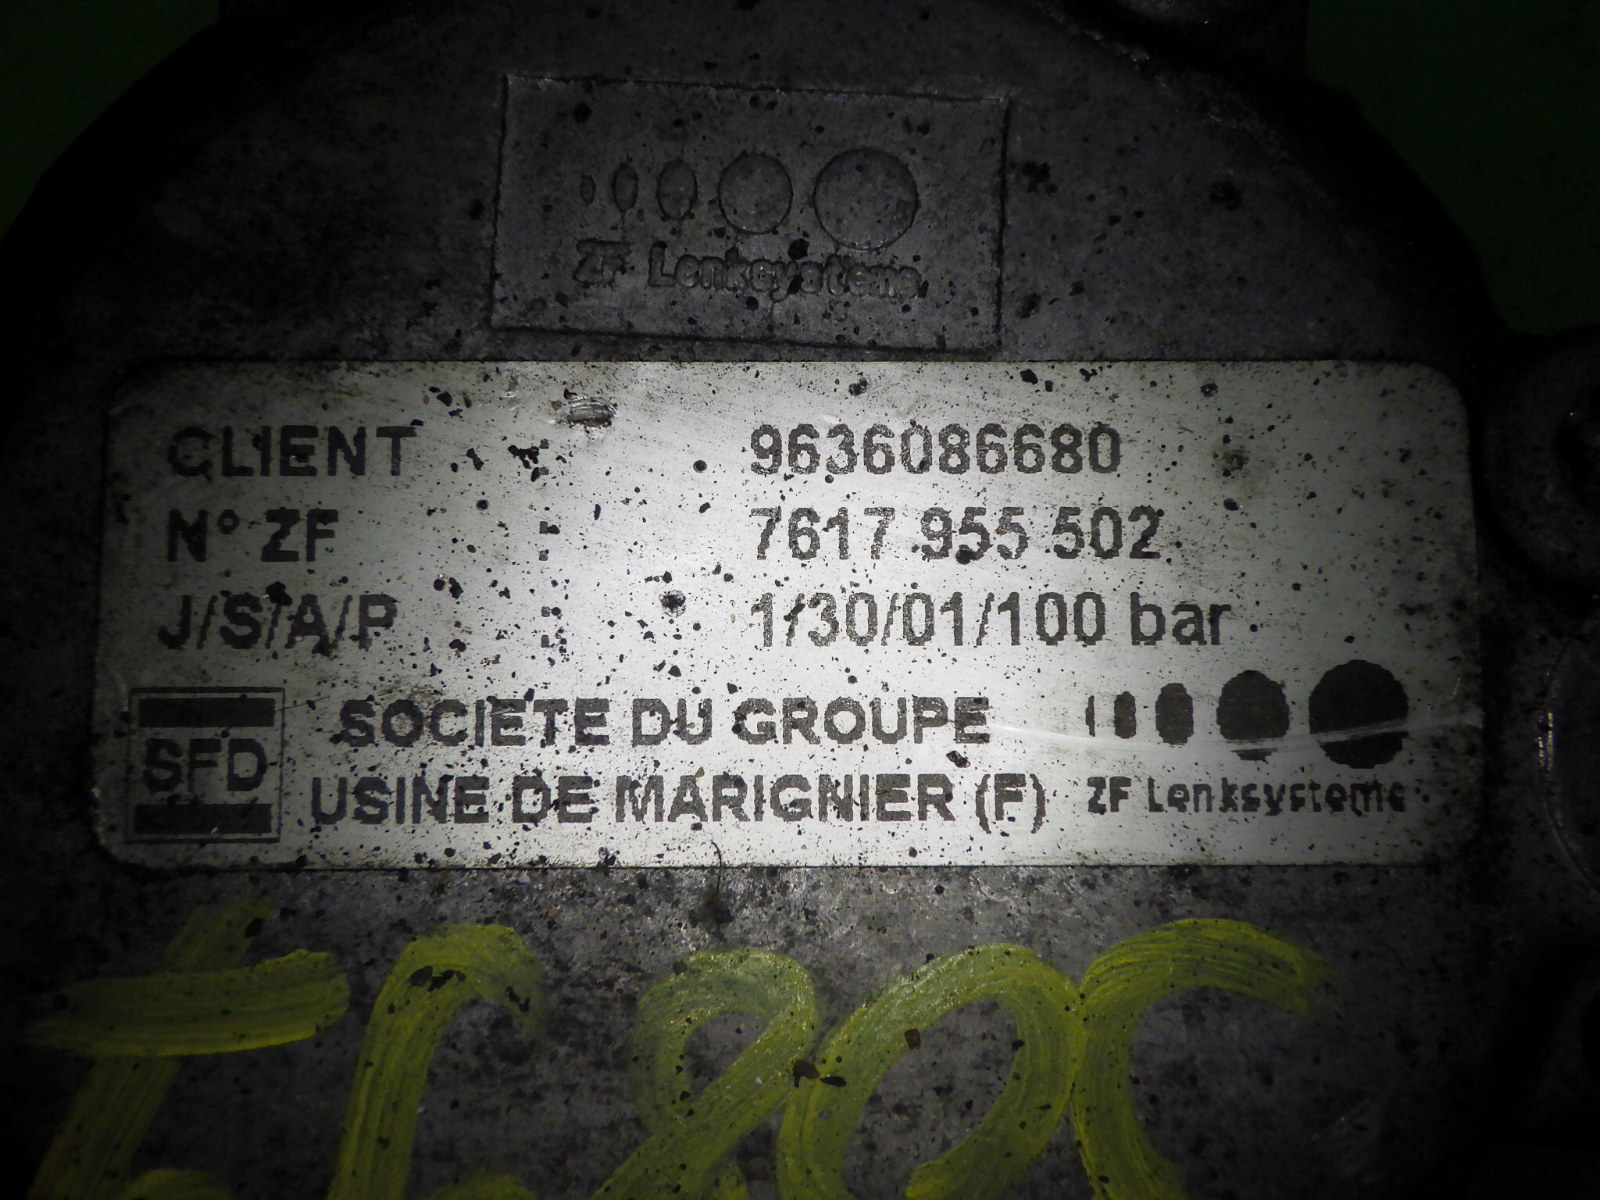 ZF Lenksysteme
CLIENT : 9636086680
N° ZF : 7617 955 502
J/S/A/P : 1/30/01/100 bar
SFD
SOCIETE DU GROUPE
USINE DE MARIGNIER (F)
ZF Lenksysteme